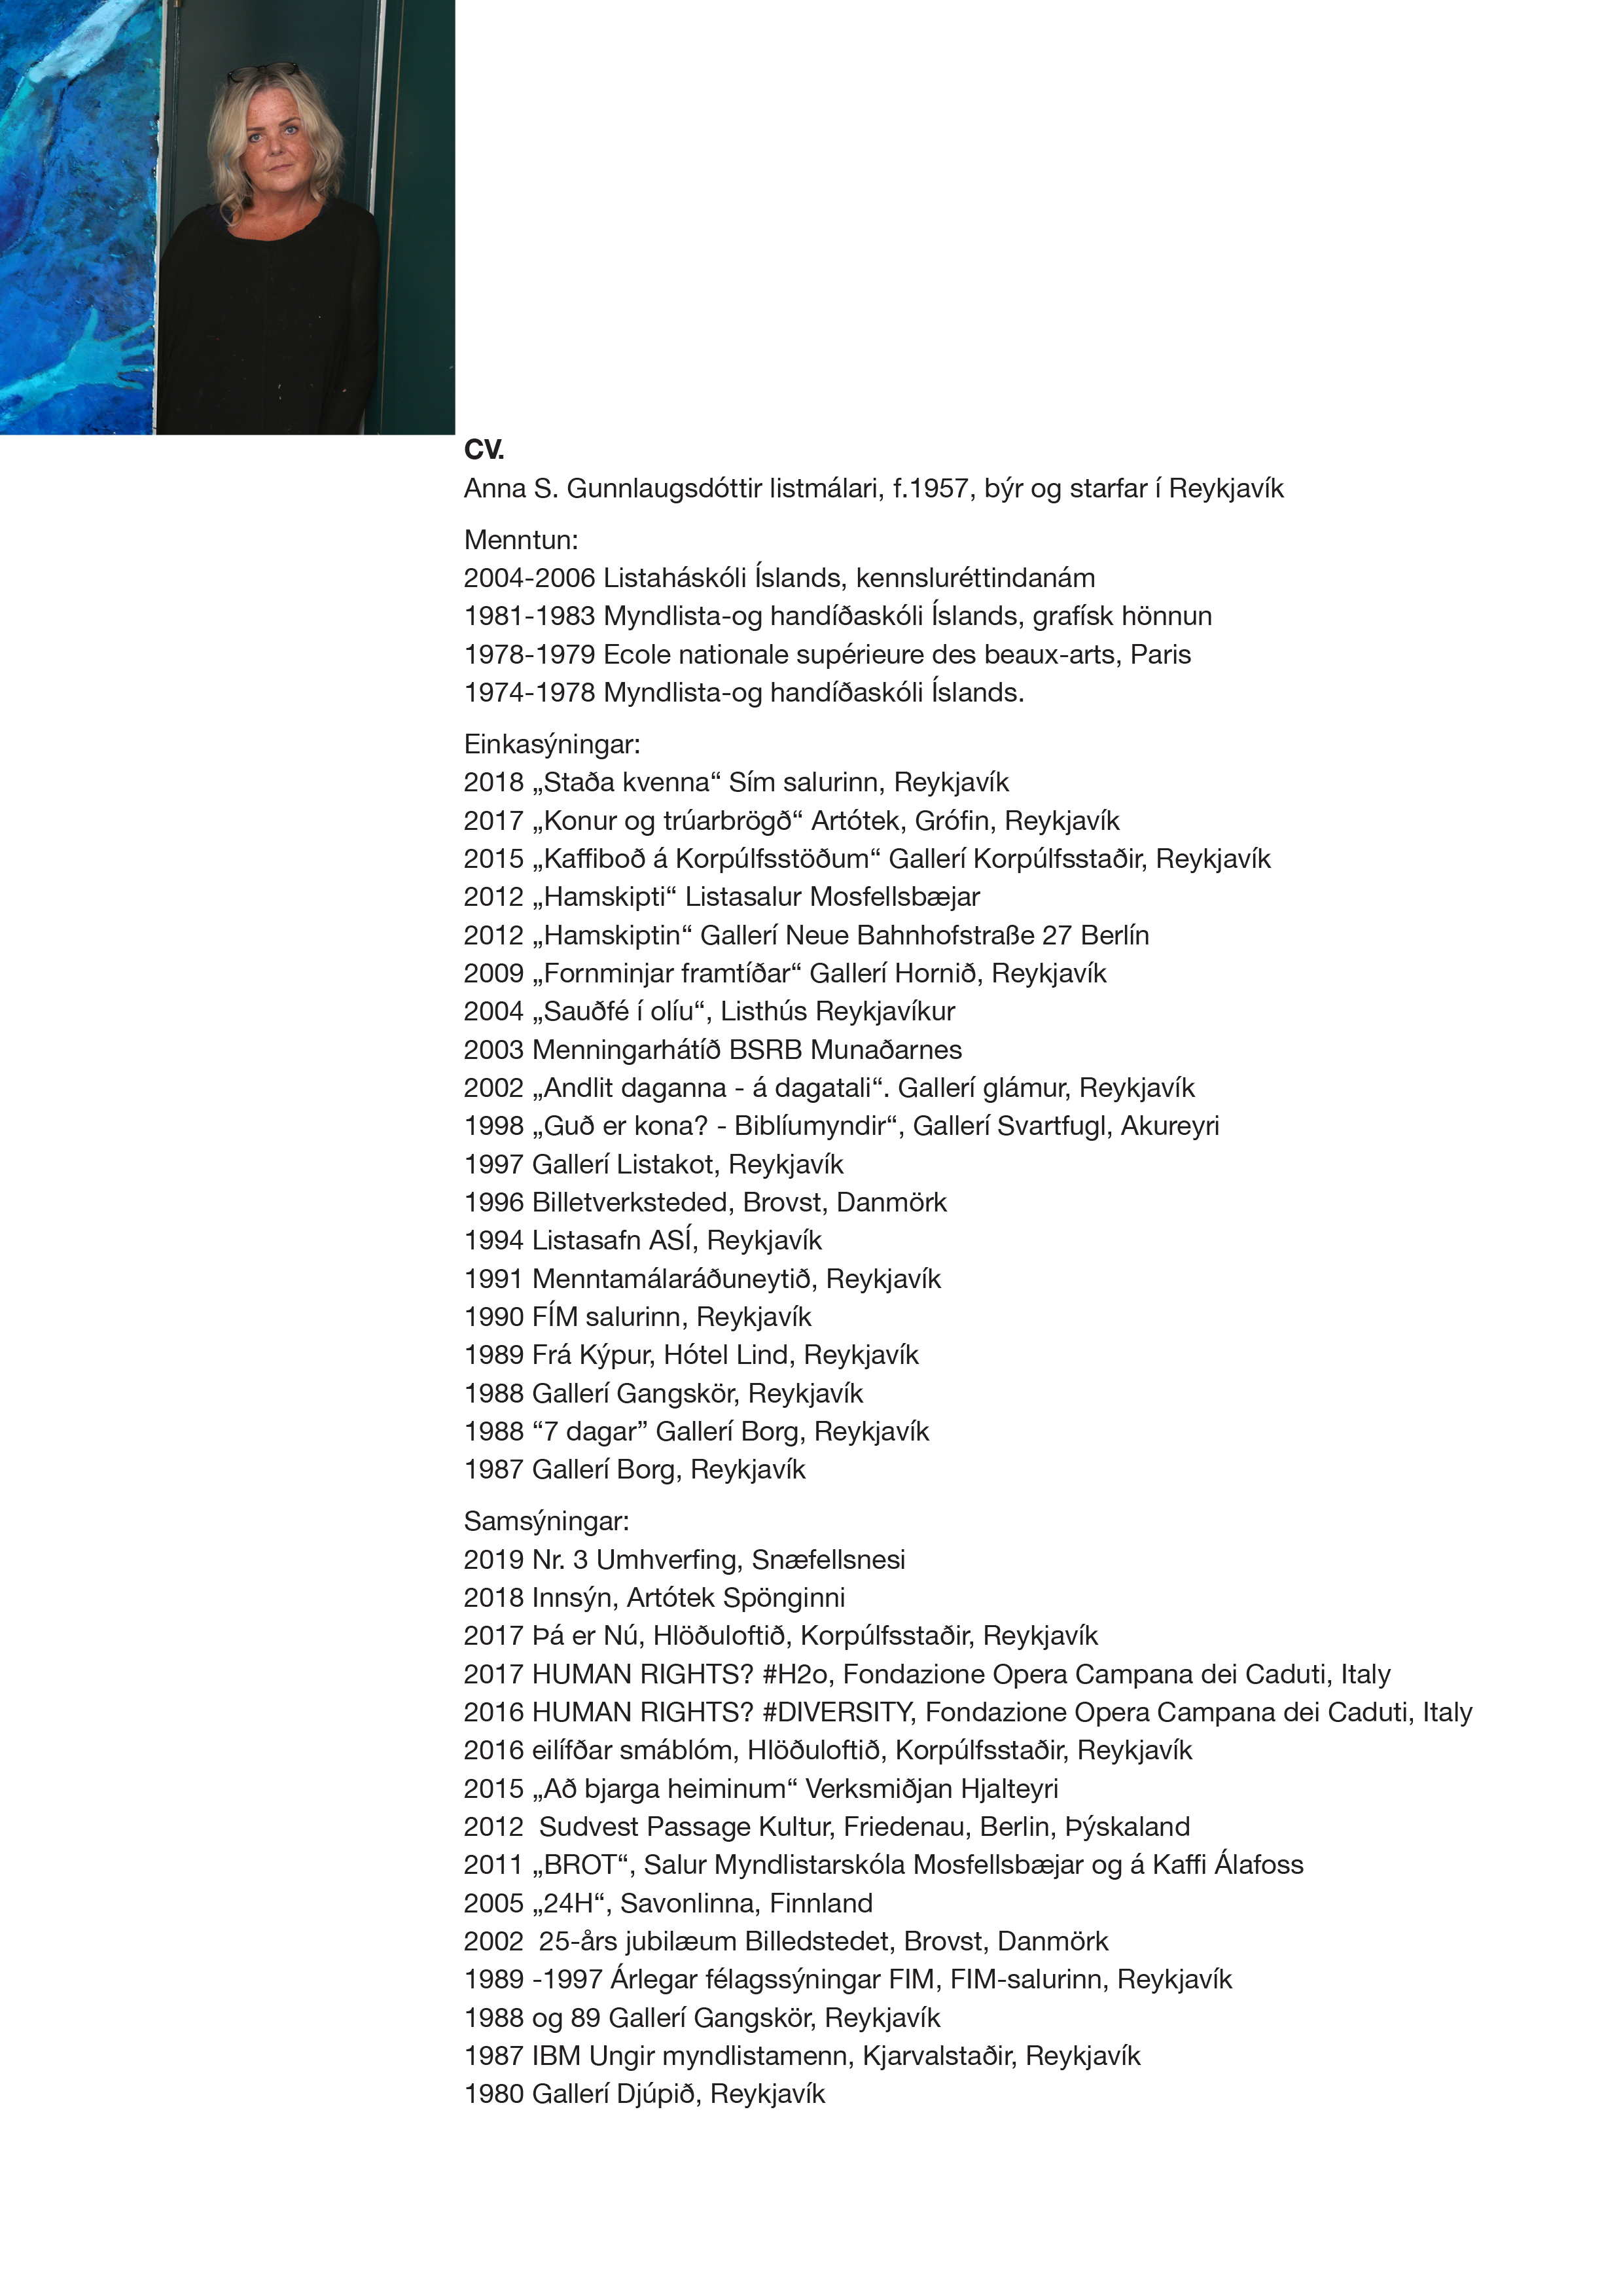 CV.
Anna S. Gunnlaugsdóttir listmálari, f.1957, býr og starfar í Reykjavík
Menntun:
2004-2006 Listaháskóli Íslands, kennsluréttindanám
1981-1983 Myndlista-og handíðaskóli Íslands, grafísk hönnun
1978-1979 Ecole nationale supérieure des beaux-arts, Paris
1974-1978 Myndlista-og handíðaskóli Íslands.
Einkasýningar:
2018 „Staða kvenna“ Sím salurinn, Reykjavík
2017 „Konur og trúarbrögð“ Artótek, Grófin, Reykjavík
2015 „Kaffiboð á Korpúlfsstöðum“ Gallerí Korpúlfsstaðir, Reykjavík
2012 „Hamskipti“ Listasalur Mosfellsbæjar
2012 „Hamskiptin“ Gallerí Neue Bahnhofstraße 27 Berlín
2009 „Fornminjar framtíðar“ Gallerí Hornið, Reykjavík
2004 „Sauðfé í olíu“, Listhús Reykjavíkur
2003 Menningarhátíð BSRB Munaðarnes
2002 „Andlit daganna - á dagatali“. Gallerí glámur, Reykjavík
1998 „Guð er kona? - Biblíumyndir“, Gallerí Svartfugl, Akureyri
1997 Gallerí Listakot, Reykjavík
1996 Billetverksteded, Brovst, Danmörk
1994 Listasafn ASÍ, Reykjavík
1991 Menntamálaráðuneytið, Reykjavík
1990 FÍM salurinn, Reykjavík
1989 Frá Kýpur, Hótel Lind, Reykjavík
1988 Gallerí Gangskör, Reykjavík
1988 “7 dagar” Gallerí Borg, Reykjavík
1987 Gallerí Borg, Reykjavík
Samsýningar:
2019 Nr. 3 Umhverfing, Snæfellsnesi
2018 Innsýn, Artótek Spönginni
2017 Þá er Nú, Hlöðuloftið, Korpúlfsstaðir, Reykjavík
2017 HUMAN RIGHTS? #H2o, Fondazione Opera Campana dei Caduti, Italy
2016 HUMAN RIGHTS? #DIVERSITY, Fondazione Opera Campana dei Caduti, Italy
2016 eilífðar smáblóm, Hlöðuloftið, Korpúlfsstaðir, Reykjavík
2015 „Að bjarga heiminum“ Verksmiðjan Hjalteyri
2012  Sudvest Passage Kultur, Friedenau, Berlin, Þýskaland
2011 „BROT“, Salur Myndlistarskóla Mosfellsbæjar og á Kaffi Álafoss
2005 „24H“, Savonlinna, Finnland
2002  25-års jubilæum Billedstedet, Brovst, Danmörk
1989 -1997 Árlegar félagssýningar FIM, FIM-salurinn, Reykjavík
1988 og 89 Gallerí Gangskör, Reykjavík
1987 IBM Ungir myndlistamenn, Kjarvalstaðir, Reykjavík
1980 Gallerí Djúpið, Reykjavík